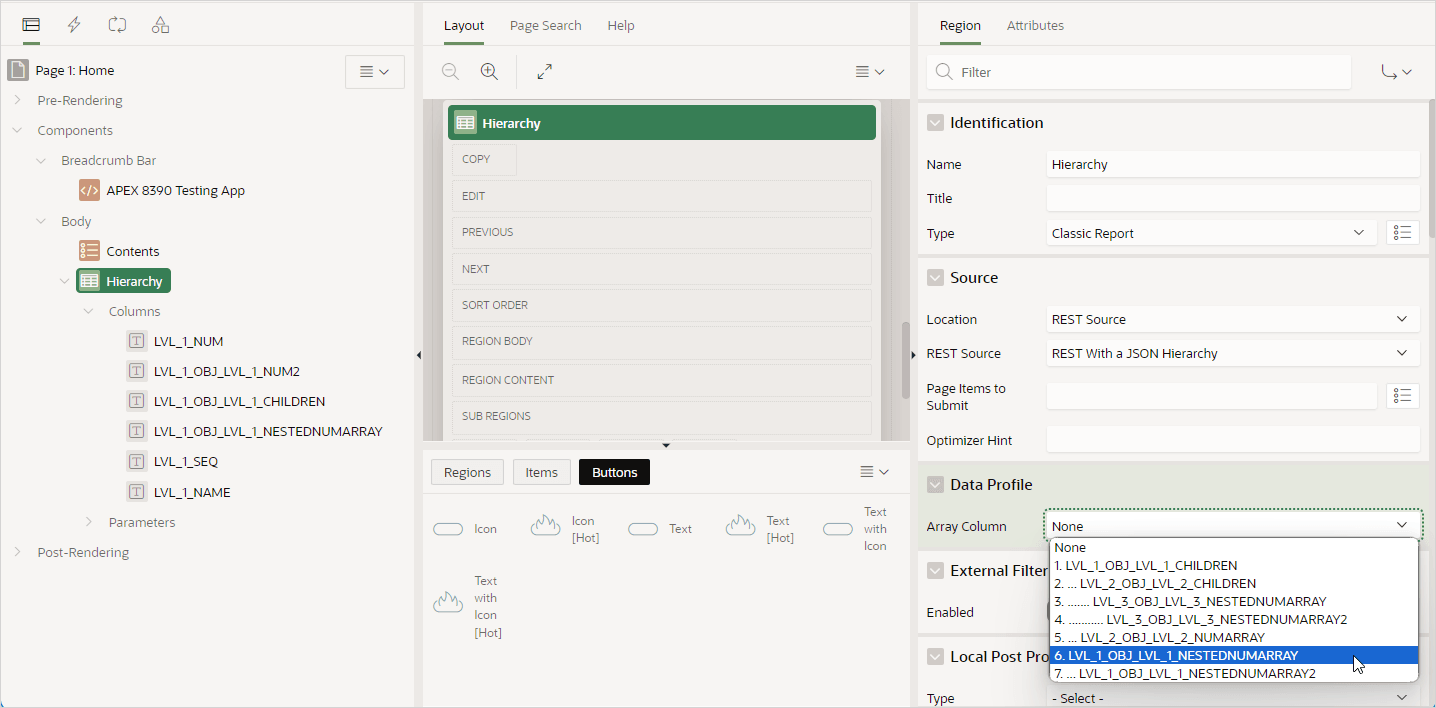 Page 1: Home
Pre-Rendering
Components
Breadcrumb Bar
APEX 8390 Testing App
Body
Contents
Hierarchy
Columns
LVL_1_NUM
LVL_1_OBJ_LVL_1_NUM2
LVL_1_OBJ_LVL_1_CHILDREN
LVL_1_OBJ_LVL_1_NESTEDNUMARRAY
LVL_1_SEQ
LVL_1_NAME
Parameters
Post-Rendering
Layout
Page Search
Help
Hierarchy
COPY
EDIT
PREVIOUS
NEXT
SORT ORDER
REGION BODY
REGION CONTENT
SUB REGIONS
Regions
Items
Buttons
Icon
Icon
[Hot]
Text
Text
[Hot]
Text
with
Icon
Text
with
Icon
[Hot]
Region
Attributes
Filter
Identification
Name
Hierarchy
Title
Type
Classic Report
Source
Location
REST Source
REST Source
REST With a JSON Hierarchy
Page Items to
Submit
Optimizer Hint
Data Profile
Array Column
None
None
1. LVL_1_OBJ_LVL_1_CHILDREN
2. ... LVL_2_OBJ_LVL_2_CHILDREN
3. ....... LVL_3_OBJ_LVL_3_NESTEDNUMARRAY
4. ........... LVL_3_OBJ_LVL_3_NESTEDNUMARRAY2
5. ... LVL_2_OBJ_LVL_2_NUMARRAY
6. LVL_1_OBJ_LVL_1_NESTEDNUMARRAY
7. ... LVL_1_OBJ_LVL_1_NESTEDNUMARRAY2
External Filter
Enabled
Local Post Pro
Type
- Select -